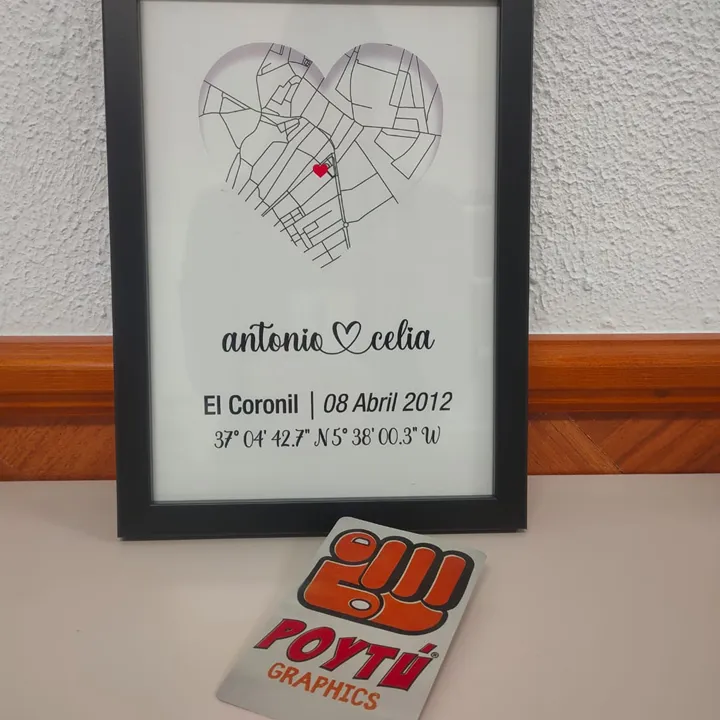 antonio celia
El Coronil | 08 Abril 2012
37° 04' 42.7" N 5° 38' 00.3" W
POYTÚ®
GRAPHICS